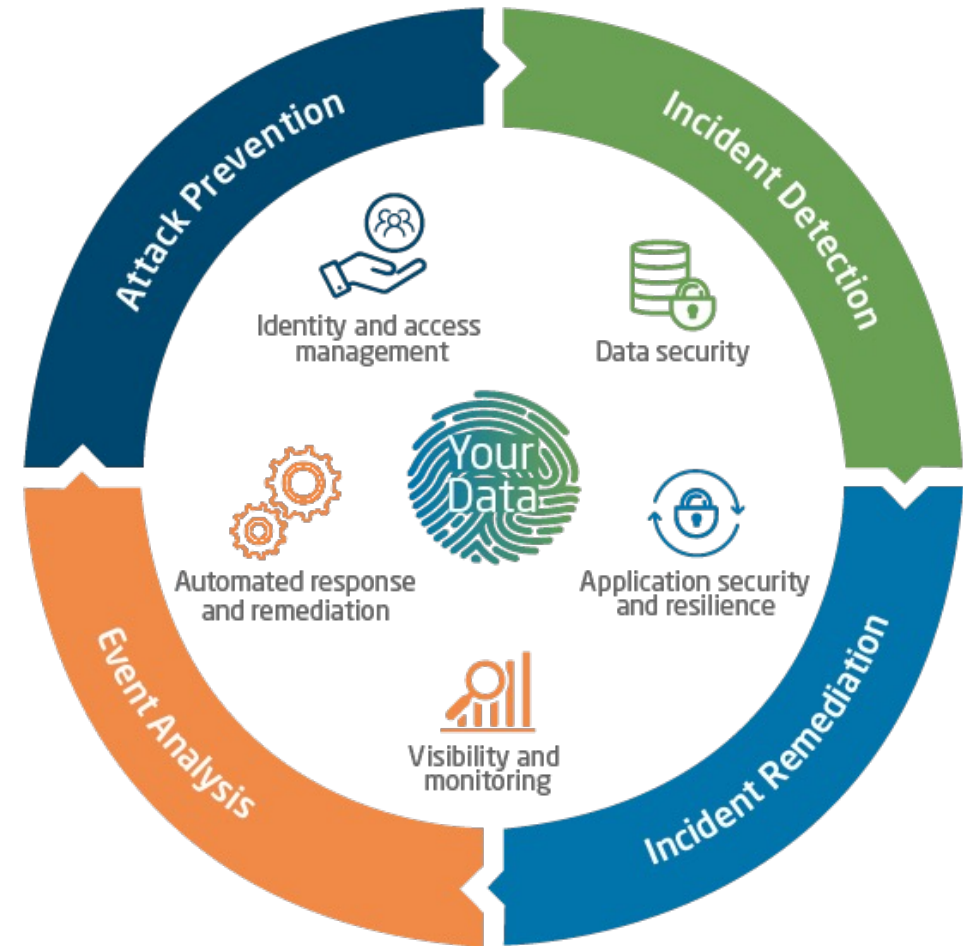 Attack Prevention
Incident Detection
Identity and access
management
Data security
Your
Data
Automated response
and remediation
Application security
and resilience
Visibility and
monitoring
Event Analysis
Incident Remediation